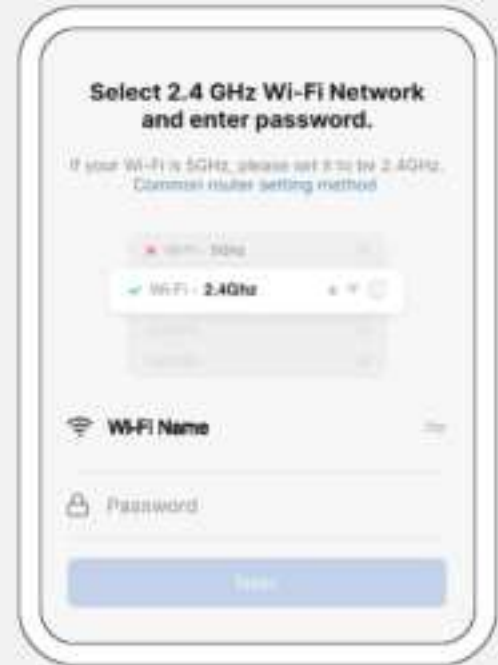 Select 2.4 GHz Wi-Fi Network
and enter password.
If your Wi-Fi is 5GHz, please set it to be 2.4GHz.
Common router setting method
Wi-Fi - 5GHz
Wi-Fi - 2.4Ghz
Wi-Fi Name
Password
Next